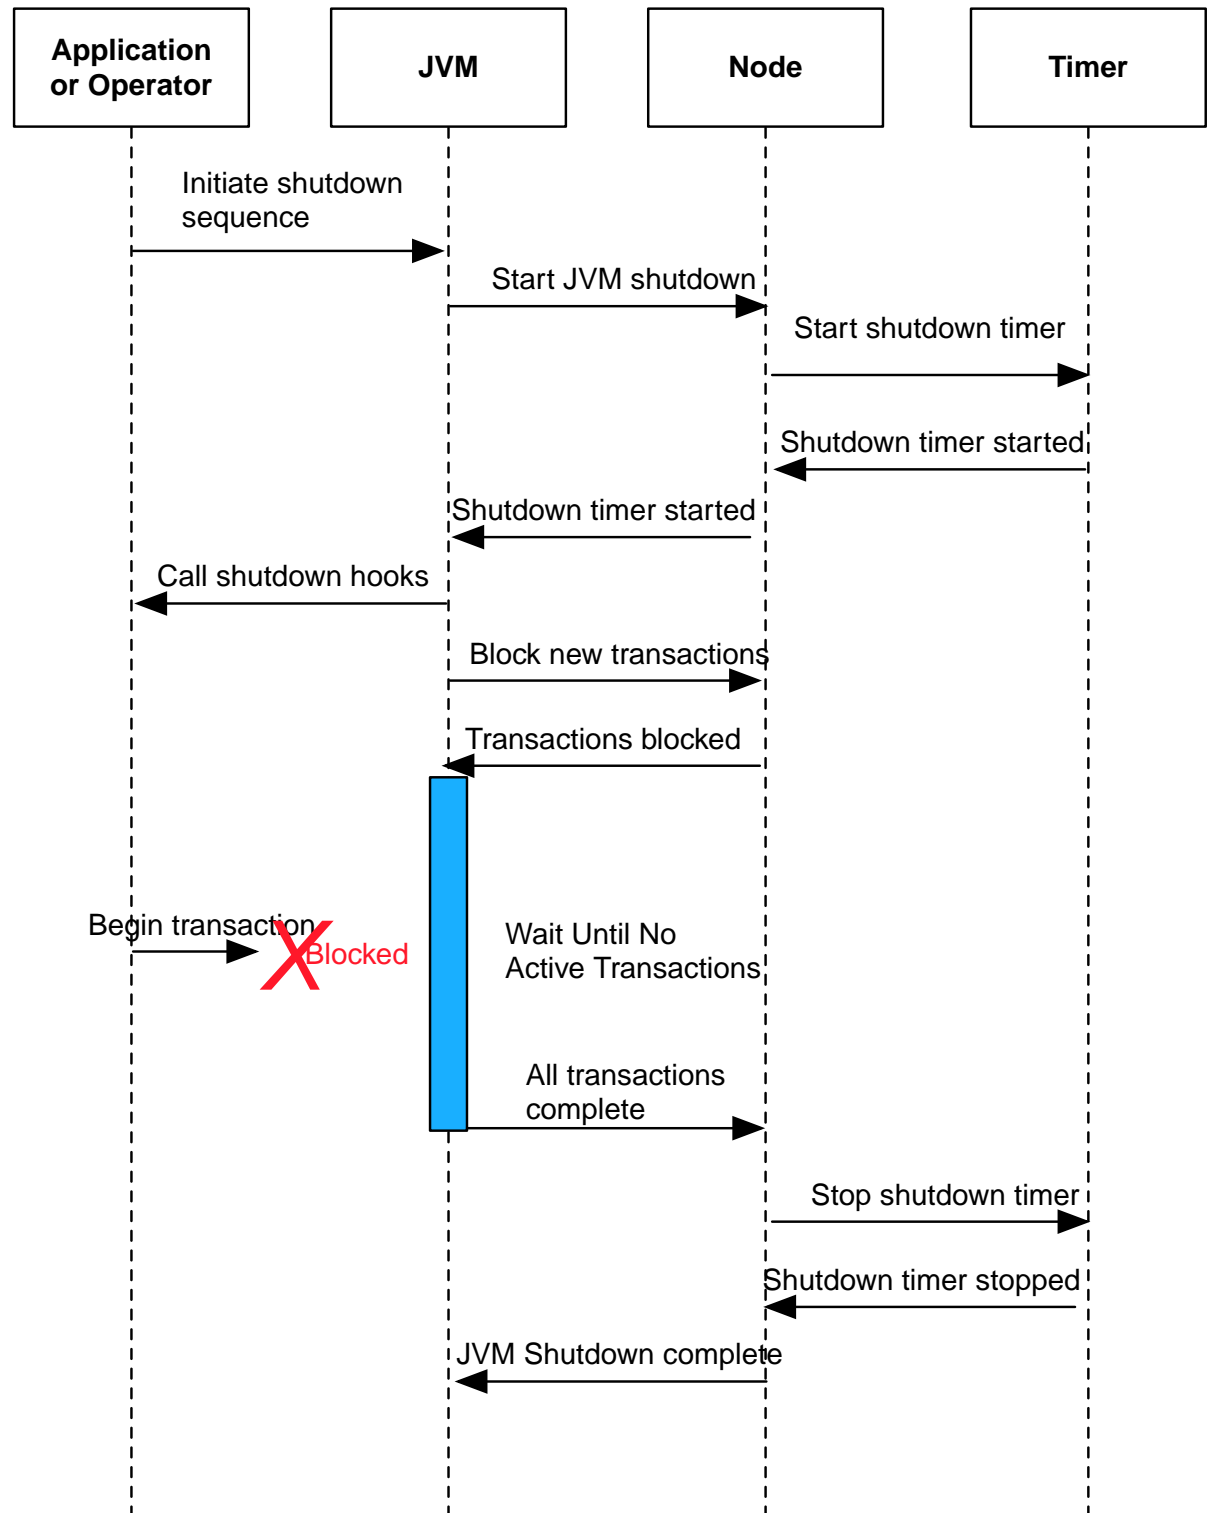 Application
or Operator
JVM
Node
Timer
Initiate shutdown
sequence
Start JVM shutdown
Start shutdown timer
Shutdown timer started
Shutdown timer started
Call shutdown hooks
Block new transactions
Transactions blocked
Begin transaction
Blocked
Wait Until No
Active Transactions
All transactions
complete
Stop shutdown timer
Shutdown timer stopped
JVM Shutdown complete